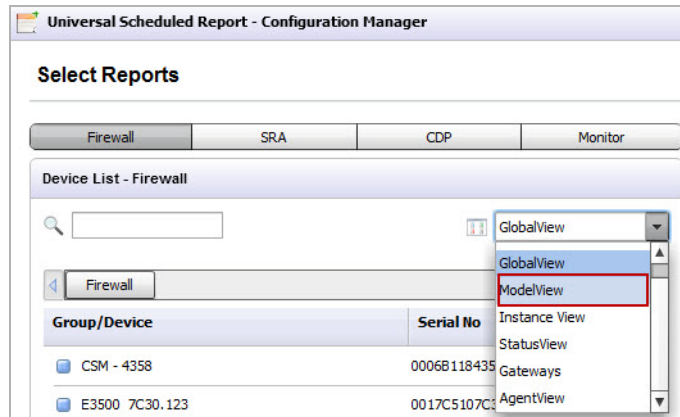 Universal Scheduled Report - Configuration Manager
Select Reports
Firewall SRA CDP Monitor
Device List - Firewall
GlobalView
GlobalView
ModelView
Instance View
StatusView
Gateways
AgentView
Firewall
Group/Device Serial No
CSM - 4358 0006B118435
E3500 7C30.123 0017C5107C3